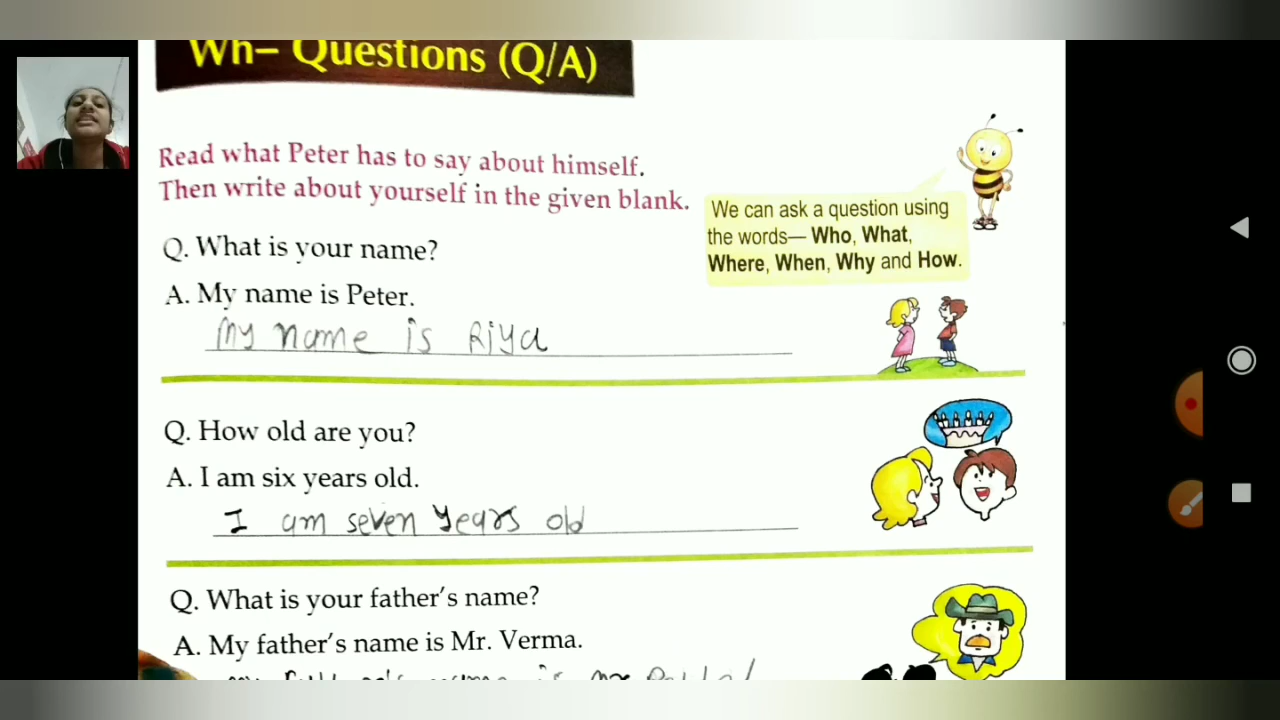 Wh– Questions (Q/A)
Read what Peter has to say about himself.
Then write about yourself in the given blank.
We can ask a question using
the words— Who, What,
Where, When, Why and How.
Q. What is your name?
A. My name is Peter.
My name is Riya
Q. How old are you?
A. I am six years old.
I am seven years old
Q. What is your father's name?
A. My father's name is Mr. Verma.